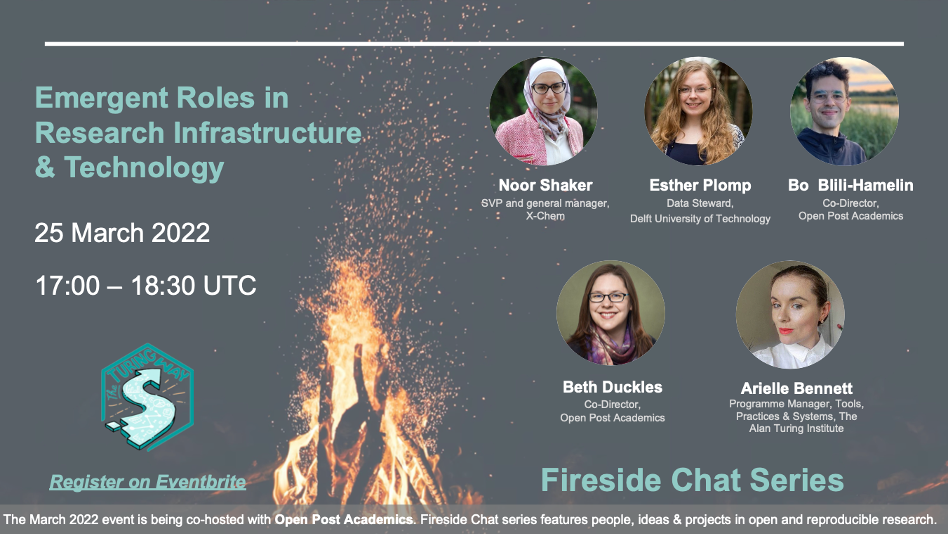 Emergent Roles in
Research Infrastructure
& Technology
25 March 2022
17:00 – 18:30 UTC
The TURING WAY
Register on Eventbrite
Noor Shaker
SVP and general manager,
X-Chem
Esther Plomp
Data Steward,
Delft University of Technology
Bo Blili-Hamelin
Co-Director,
Open Post Academics
Beth Duckles
Co-Director,
Open Post Academics
Arielle Bennett
Programme Manager, Tools,
Practices & Systems, The
Alan Turing Institute
Fireside Chat Series
The March 2022 event is being co-hosted with Open Post Academics. Fireside Chat series features people, ideas & projects in open and reproducible research.